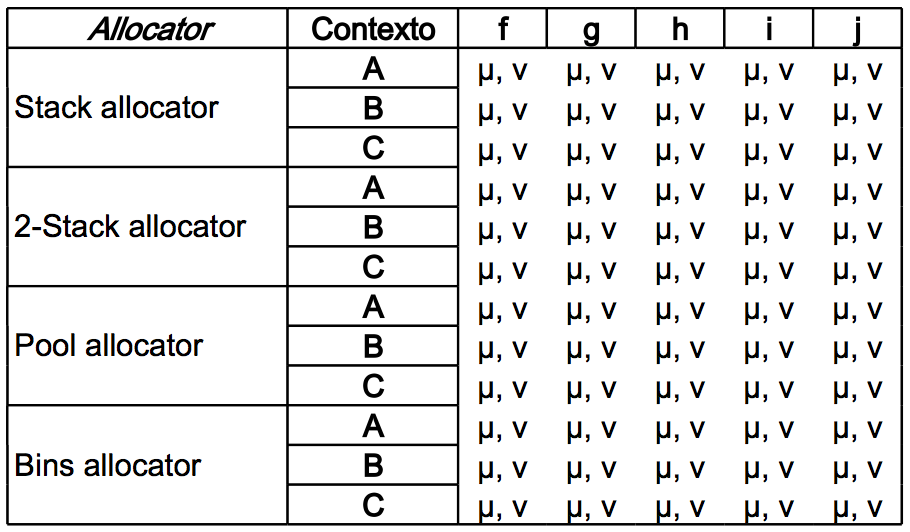 Allocator Contexto f g h i j
Stack allocator A μ, ν μ, ν μ, ν μ, ν μ, ν
B μ, ν μ, ν μ, ν μ, ν μ, ν
C μ, ν μ, ν μ, ν μ, ν μ, ν
2-Stack allocator A μ, ν μ, ν μ, ν μ, ν μ, ν
B μ, ν μ, ν μ, ν μ, ν μ, ν
C μ, ν μ, ν μ, ν μ, ν μ, ν
Pool allocator A μ, ν μ, ν μ, ν μ, ν μ, ν
B μ, ν μ, ν μ, ν μ, ν μ, ν
C μ, ν μ, ν μ, ν μ, ν μ, ν
Bins allocator A μ, ν μ, ν μ, ν μ, ν μ, ν
B μ, ν μ, ν μ, ν μ, ν μ, ν
C μ, ν μ, ν μ, ν μ, ν μ, ν